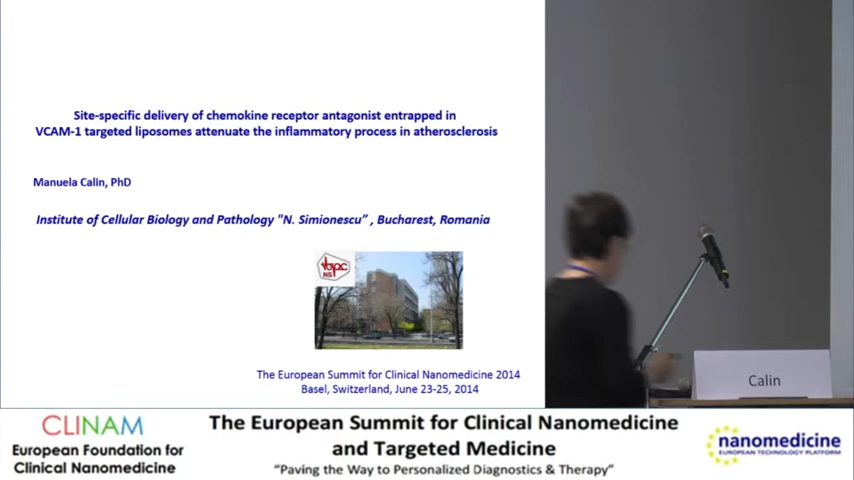 Site-specific delivery of chemokine receptor antagonist entrapped in
VCAM-1 targeted liposomes attenuate the inflammatory process in atherosclerosis
Manuela Calin, PhD
Institute of Cellular Biology and Pathology "N. Simionescu” , Bucharest, Romania
NS
The European Summit for Clinical Nanomedicine 2014
Basel, Switzerland, June 23-25, 2014
Calin
CLINAM
European Foundation for
Clinical Nanomedicine
The European Summit for Clinical Nanomedicine
and Targeted Medicine
“Paving the Way to Personalized Diagnostics & Therapy”
nanomedicine
EUROPEAN TECHNOLOGY PLATFORM